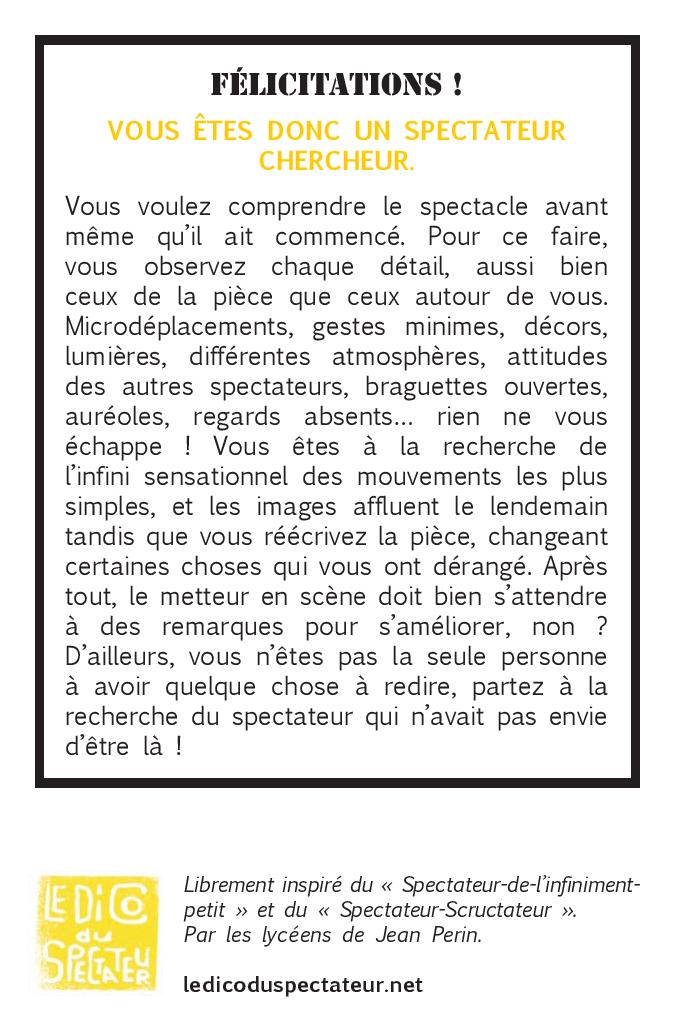 FÉLICITATIONS !
VOUS ÊTES DONC UN SPECTATEUR
CHERCHEUR.
Vous voulez comprendre le spectacle avant
même qu’il ait commencé. Pour ce faire,
vous observez chaque détail, aussi bien
ceux de la pièce que ceux autour de vous.
Microdéplacements, gestes minimes, décors,
lumières, différentes atmosphères, attitudes
des autres spectateurs, braguettes ouvertes,
auréoles, regards absents... rien ne vous
échappe ! Vous êtes à la recherche de
l’infini sensationnel des mouvements les plus
simples, et les images affluent le lendemain
tandis que vous réécrivez la pièce, changeant
certaines choses qui vous ont dérangé. Après
tout, le metteur en scène doit bien s’attendre
à des remarques pour s’améliorer, non ?
D’ailleurs, vous n’êtes pas la seule personne
à avoir quelque chose à redire, partez à la
recherche du spectateur qui n’avait pas envie
d’être là !
LE DiCO
du
SPECTATEUR
Librement inspiré du « Spectateur-de-l’infiniment-
petit » et du « Spectateur-Scructateur ».
Par les lycéens de Jean Perin.
ledicoduspectateur.net